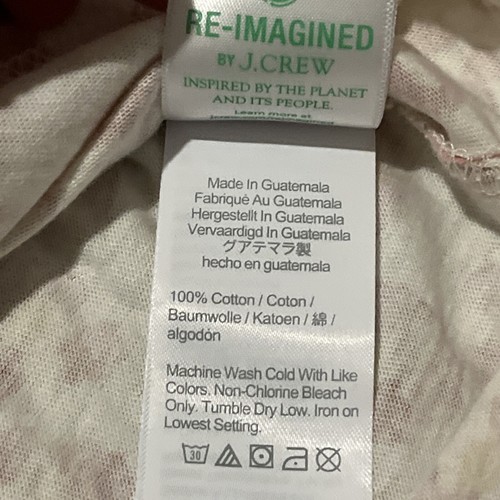 RE-IMAGINED
BY J.CREW
INSPIRED BY THE PLANET
AND ITS PEOPLE.
Learn more at
Made In Guatemala
Fabriqué Au Guatemala
Hergestellt In Guatemala
Vervaardigd In Guatemala
グアテマラ製
hecho en guatemala
100% Cotton / Coton /
Baumwolle / Katoen / 綿 /
algodón
Machine Wash Cold With Like
Colors. Non-Chlorine Bleach
Only. Tumble Dry Low. Iron on
Lowest Setting.
30